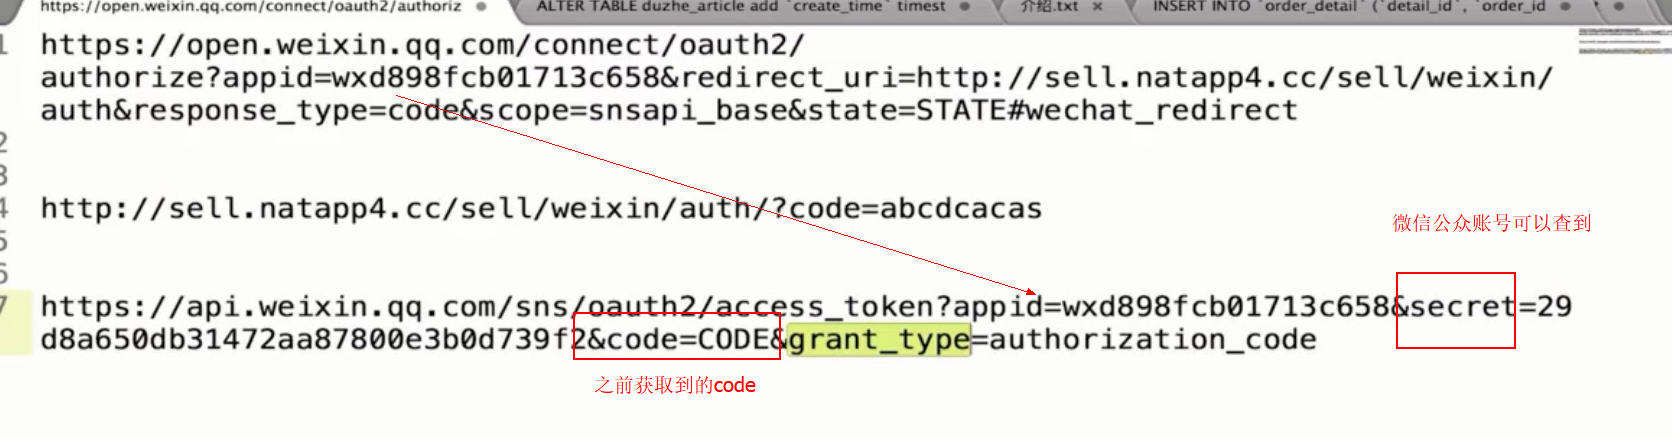 https://open.weixin.qq.com/connect/oauth2/authoriz
ALTER TABLE duzhe_article add `create_time` timest
介绍.txt
INSERT INTO `order_detail` (`detail_id`, `order_id
1
https://open.weixin.qq.com/connect/oauth2/
authorize?appid=wxd898fcb01713c658&redirect_uri=http://sell.natapp4.cc/sell/weixin/
auth&response_type=code&scope=snsapi_base&state=STATE#wechat_redirect
2
3
4
http://sell.natapp4.cc/sell/weixin/auth/?code=abcdcacas
5
微信公众账号可以查到
6
7
https://api.weixin.qq.com/sns/oauth2/access_token?appid=wxd898fcb01713c658&secret=29
d8a650db31472aa87800e3b0d739f2&code=CODE&grant_type=authorization_code
之前获取到的code